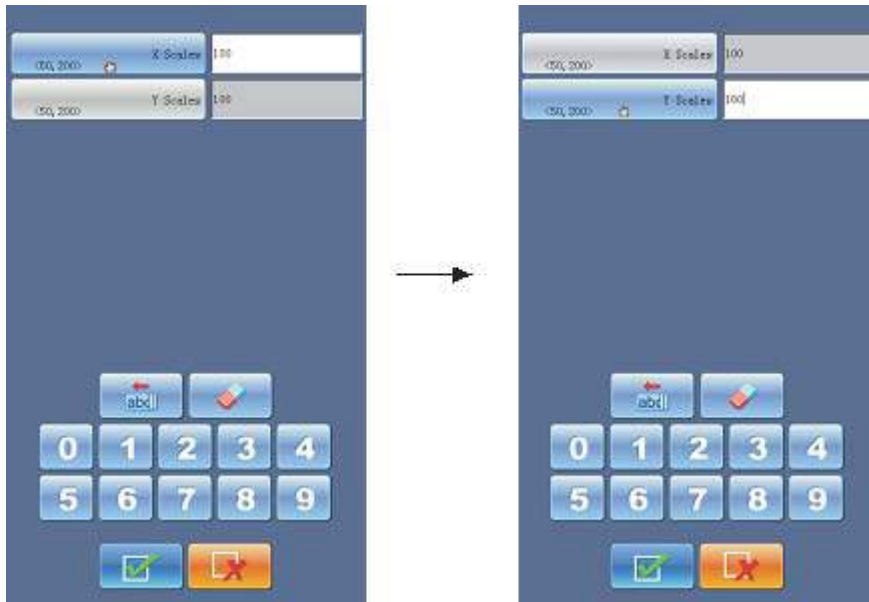 X Scales 100
(50, 200)
Y Scales 100
(50, 200)
abc
0 1 2 3 4
5 6 7 8 9
X Scales 100
(50, 200)
Y Scales 100
(50, 200)
abc
0 1 2 3 4
5 6 7 8 9